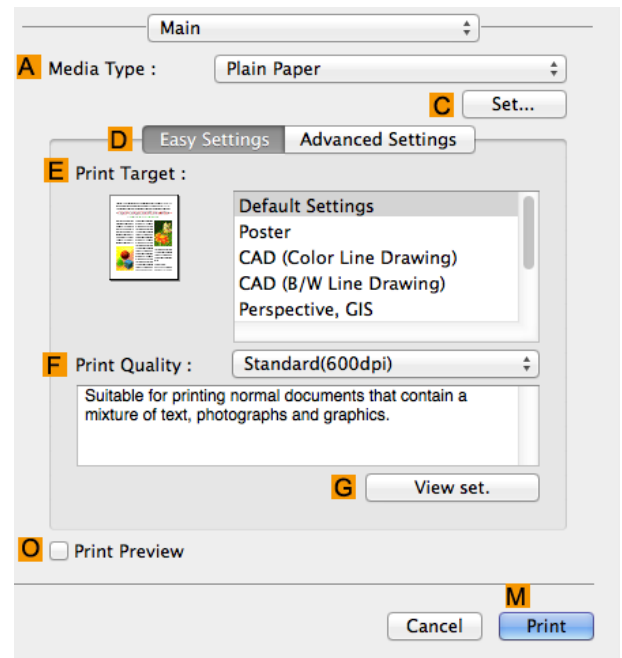 Main
A Media Type : Plain Paper
C Set...
D Easy Settings Advanced Settings
E Print Target :
Default Settings
Poster
CAD (Color Line Drawing)
CAD (B/W Line Drawing)
Perspective, GIS
F Print Quality : Standard(600dpi)
Suitable for printing normal documents that contain a
mixture of text, photographs and graphics.
G View set.
O Print Preview
M
Cancel Print